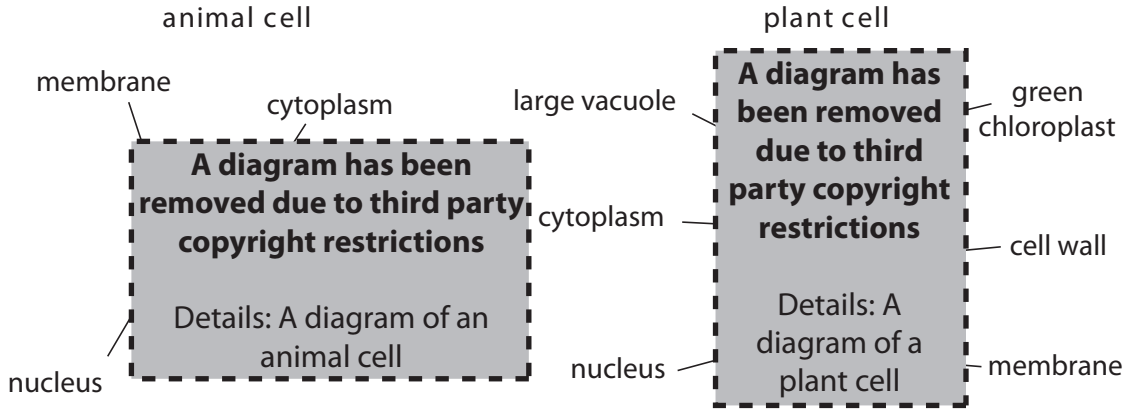 animal cell
membrane
cytoplasm
A diagram has been
removed due to third party
copyright restrictions
Details: A diagram of an
animal cell
nucleus
plant cell
large vacuole
cytoplasm
nucleus
A diagram has
been removed
due to third
party copyright
restrictions
Details: A
diagram of a
plant cell
green
chloroplast
cell wall
membrane